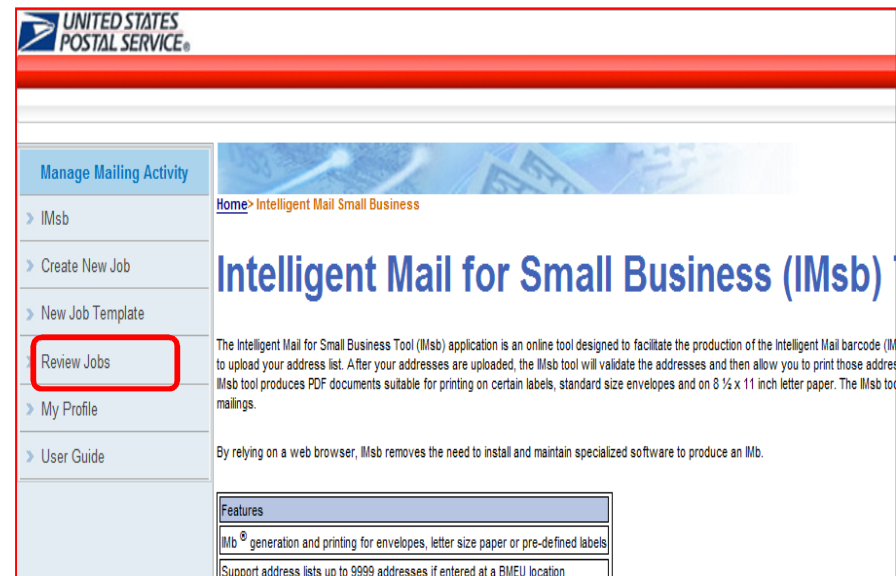 UNITED STATES
POSTAL SERVICE®
Manage Mailing Activity
IMsb
Create New Job
New Job Template
Review Jobs
My Profile
User Guide
Home> Intelligent Mail Small Business
Intelligent Mail for Small Business (IMsb)
The Intelligent Mail for Small Business Tool (IMsb) application is an online tool designed to facilitate the production of the Intelligent Mail barcode (IM
to upload your address list. After your addresses are uploaded, the IMsb tool will validate the addresses and then allow you to print those addres
IMsb tool produces PDF documents suitable for printing on certain labels, standard size envelopes and on 8 ½ x 11 inch letter paper. The IMsb too
mailings.
By relying on a web browser, IMsb removes the need to install and maintain specialized software to produce an IMb.
Features
IMb ® generation and printing for envelopes, letter size paper or pre-defined labels
Support address lists up to 9999 addresses if entered at a BMEU location